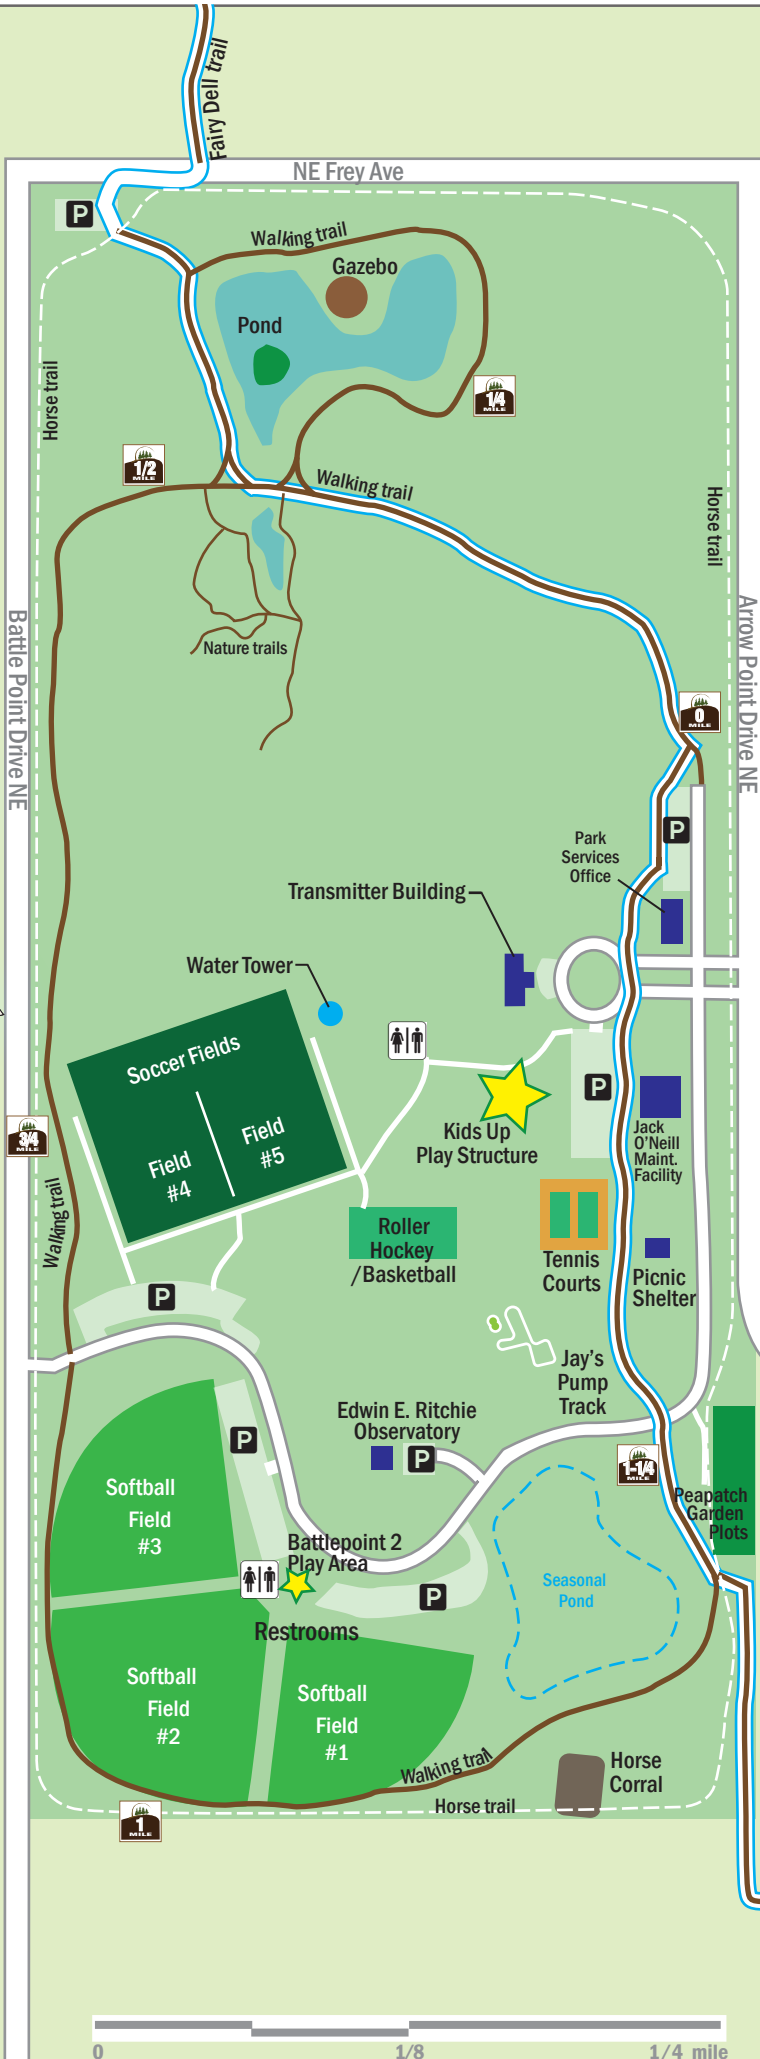 Fairy Dell trail
NE Frey Ave
P
Walking trail
Gazebo
Pond
Horse trail
1/4
MILE
1/2
MILE
Walking trail
Horse trail
Battle Point Drive NE
Arrow Point Drive NE
Nature trails
0
MILE
P
Park
Services
Office
Transmitter Building
Water Tower
Soccer Fields
Field
#4
Field
#5
Kids Up
Play Structure
P
Jack
O'Neill
Maint.
Facility
3/4
MILE
Walking trail
Roller
Hockey
/Basketball
Tennis
Courts
Picnic
Shelter
P
Jay's
Pump
Track
Edwin E. Ritchie
Observatory
P
P
1-1/4
MILE
Softball
Field
#3
Peapatch
Garden
Plots
Battlepoint 2
Play Area
Seasonal
Pond
P
Restrooms
Softball
Field
#2
Softball
Field
#1
Walking trail
Horse
Corral
Horse trail
1
MILE
0
1/8
1/4 mile